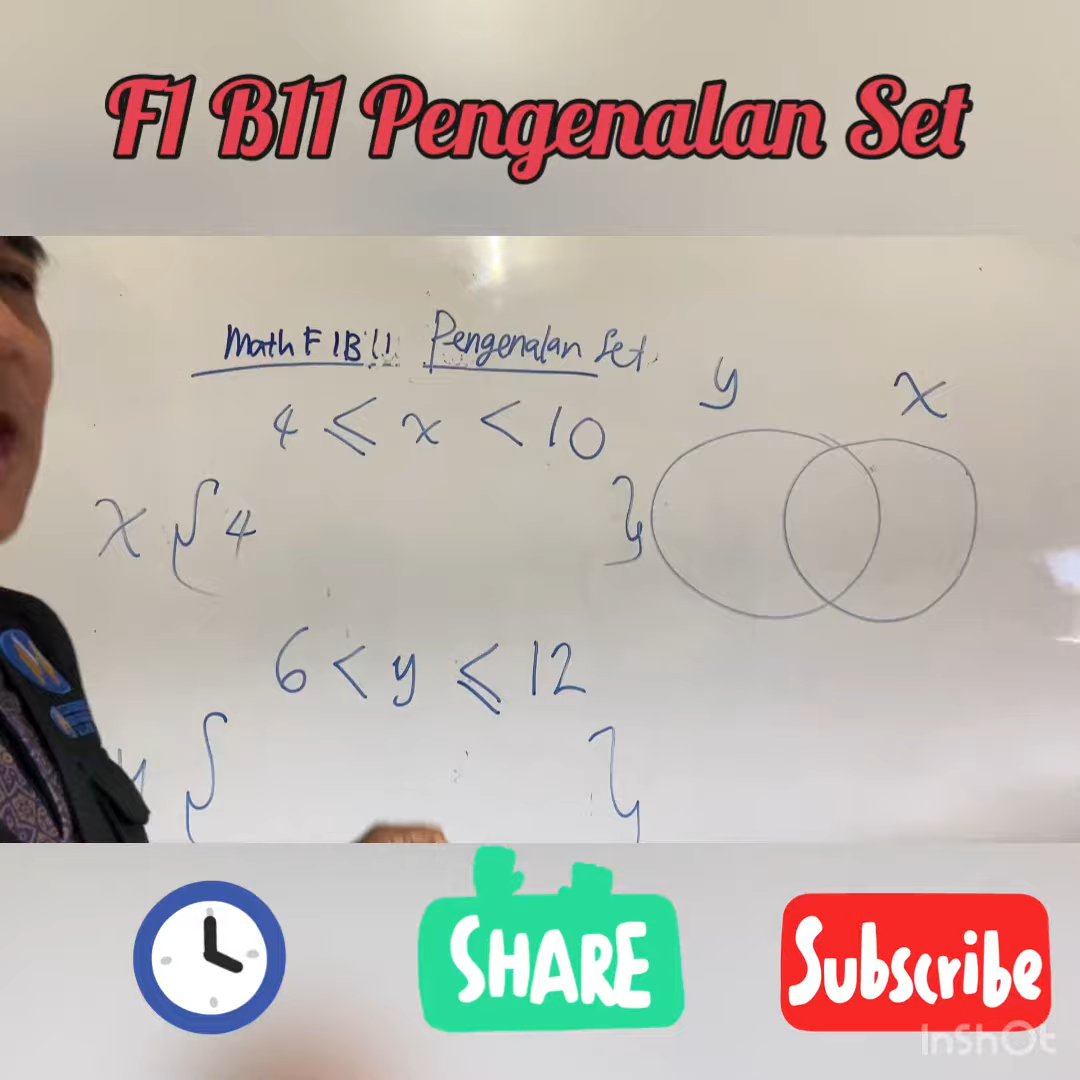 F1 B11 Pengenalan Set
Math F1B11 Pengenalan Set
y x
4 ≤ x < 10
x { 4 }
6 < y ≤ 12
{ }
SHARE
Subscribe
InShOt